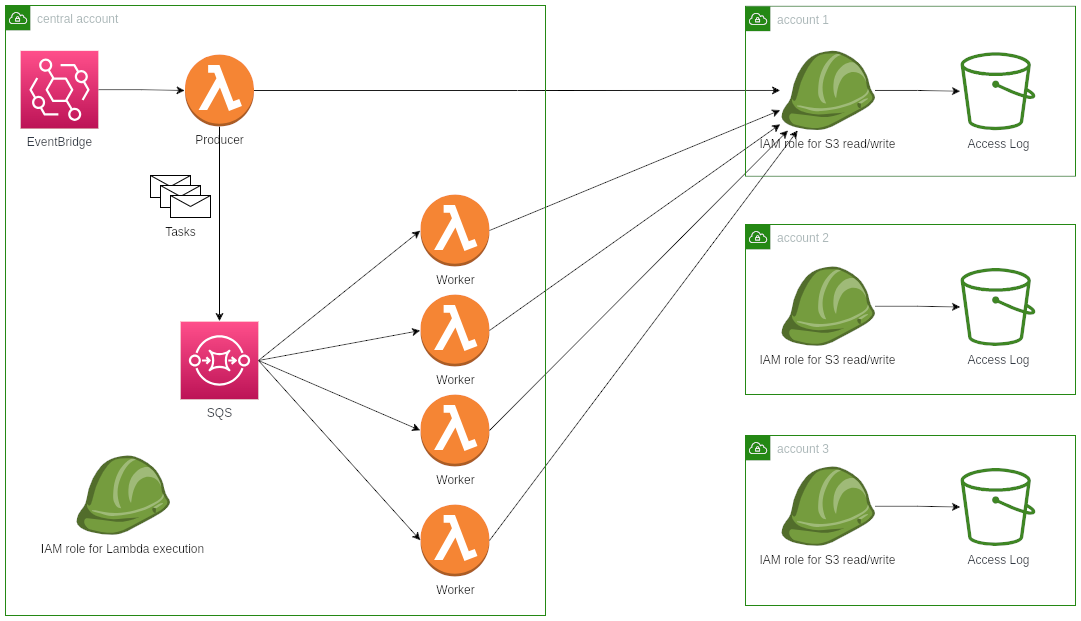 central account
EventBridge
Producer
Tasks
SQS
IAM role for Lambda execution
Worker
Worker
Worker
Worker
account 1
IAM role for S3 read/write
Access Log
account 2
IAM role for S3 read/write
Access Log
account 3
IAM role for S3 read/write
Access Log